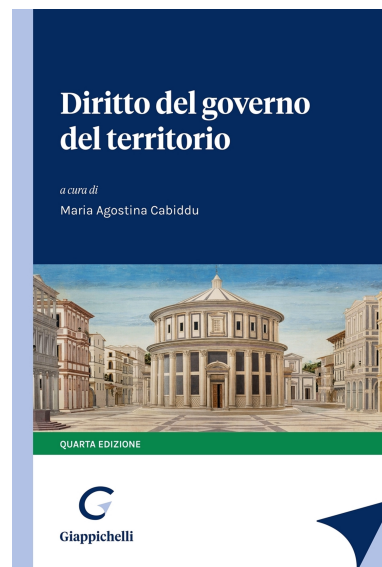 Diritto del governo
del territorio
a cura di
Maria Agostina Cabiddu
QUARTA EDIZIONE
Giappichelli